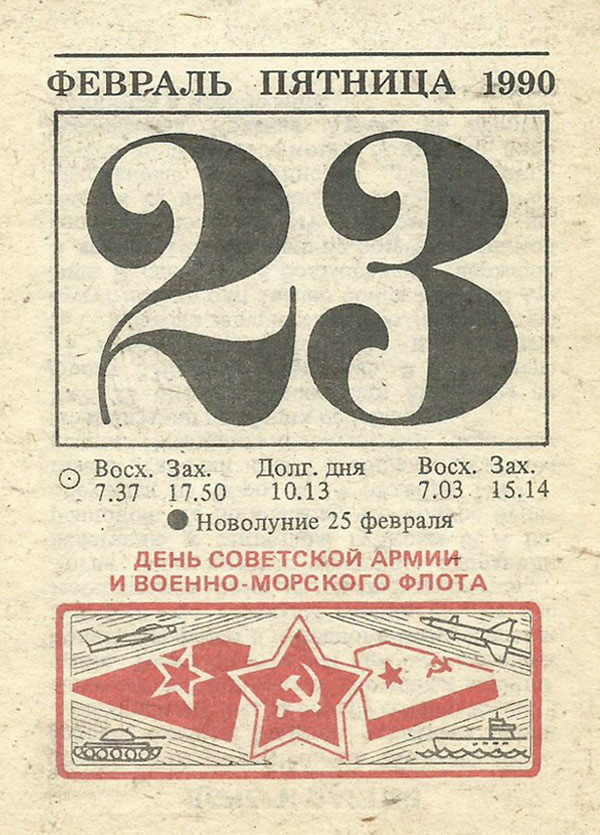 ФЕВРАЛЬ ПЯТНИЦА 1990
23
Восх. Зах. Долг. дня Восх. Зах.
7.37 17.50 10.13 7.03 15.14
Новолуние 25 февраля
ДЕНЬ СОВЕТСКОЙ АРМИИ
И ВОЕННО-МОРСКОГО ФЛОТА